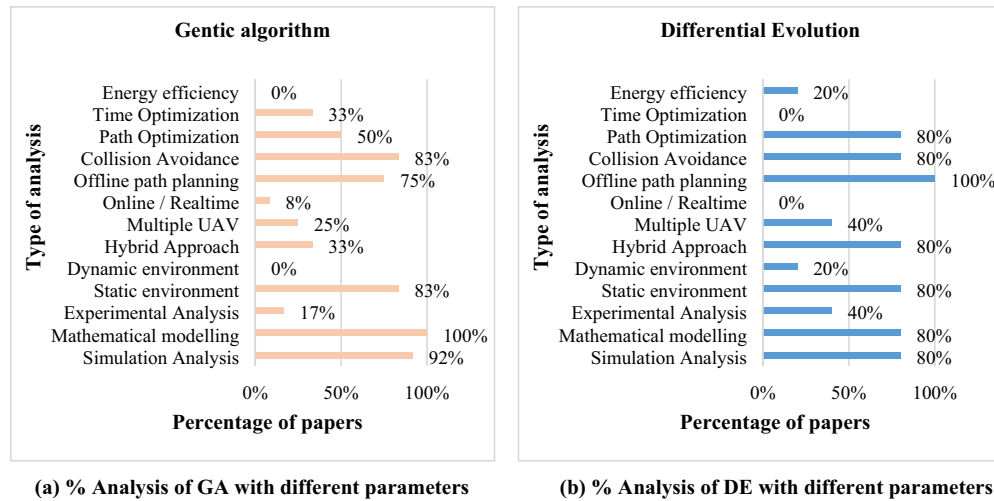 Gentic algorithm
Type of analysis
Energy efficiency 0%
Time Optimization 33%
Path Optimization 50%
Collision Avoidance 83%
Offline path planning 75%
Online / Realtime 8%
Multiple UAV 25%
Hybrid Approach 33%
Dynamic environment 0%
Static environment 83%
Experimental Analysis 17%
Mathematical modelling 100%
Simulation Analysis 92%
0% 50% 100%
Percentage of papers
(a) % Analysis of GA with different parameters
Differential Evolution
Type of analysis
Energy efficiency 20%
Time Optimization 0%
Path Optimization 80%
Collision Avoidance 80%
Offline path planning 100%
Online / Realtime 0%
Multiple UAV 40%
Hybrid Approach 80%
Dynamic environment 20%
Static environment 80%
Experimental Analysis 40%
Mathematical modelling 80%
Simulation Analysis 80%
0% 50% 100%
Percentage of papers
(b) % Analysis of DE with different parameters